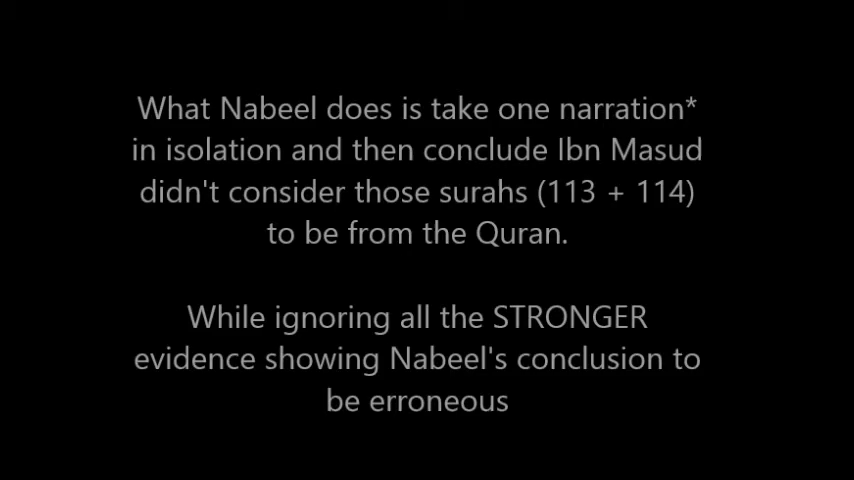 What Nabeel does is take one narration*
in isolation and then conclude Ibn Masud
didn't consider those surahs (113 + 114)
to be from the Quran.
While ignoring all the STRONGER
evidence showing Nabeel's conclusion to
be erroneous